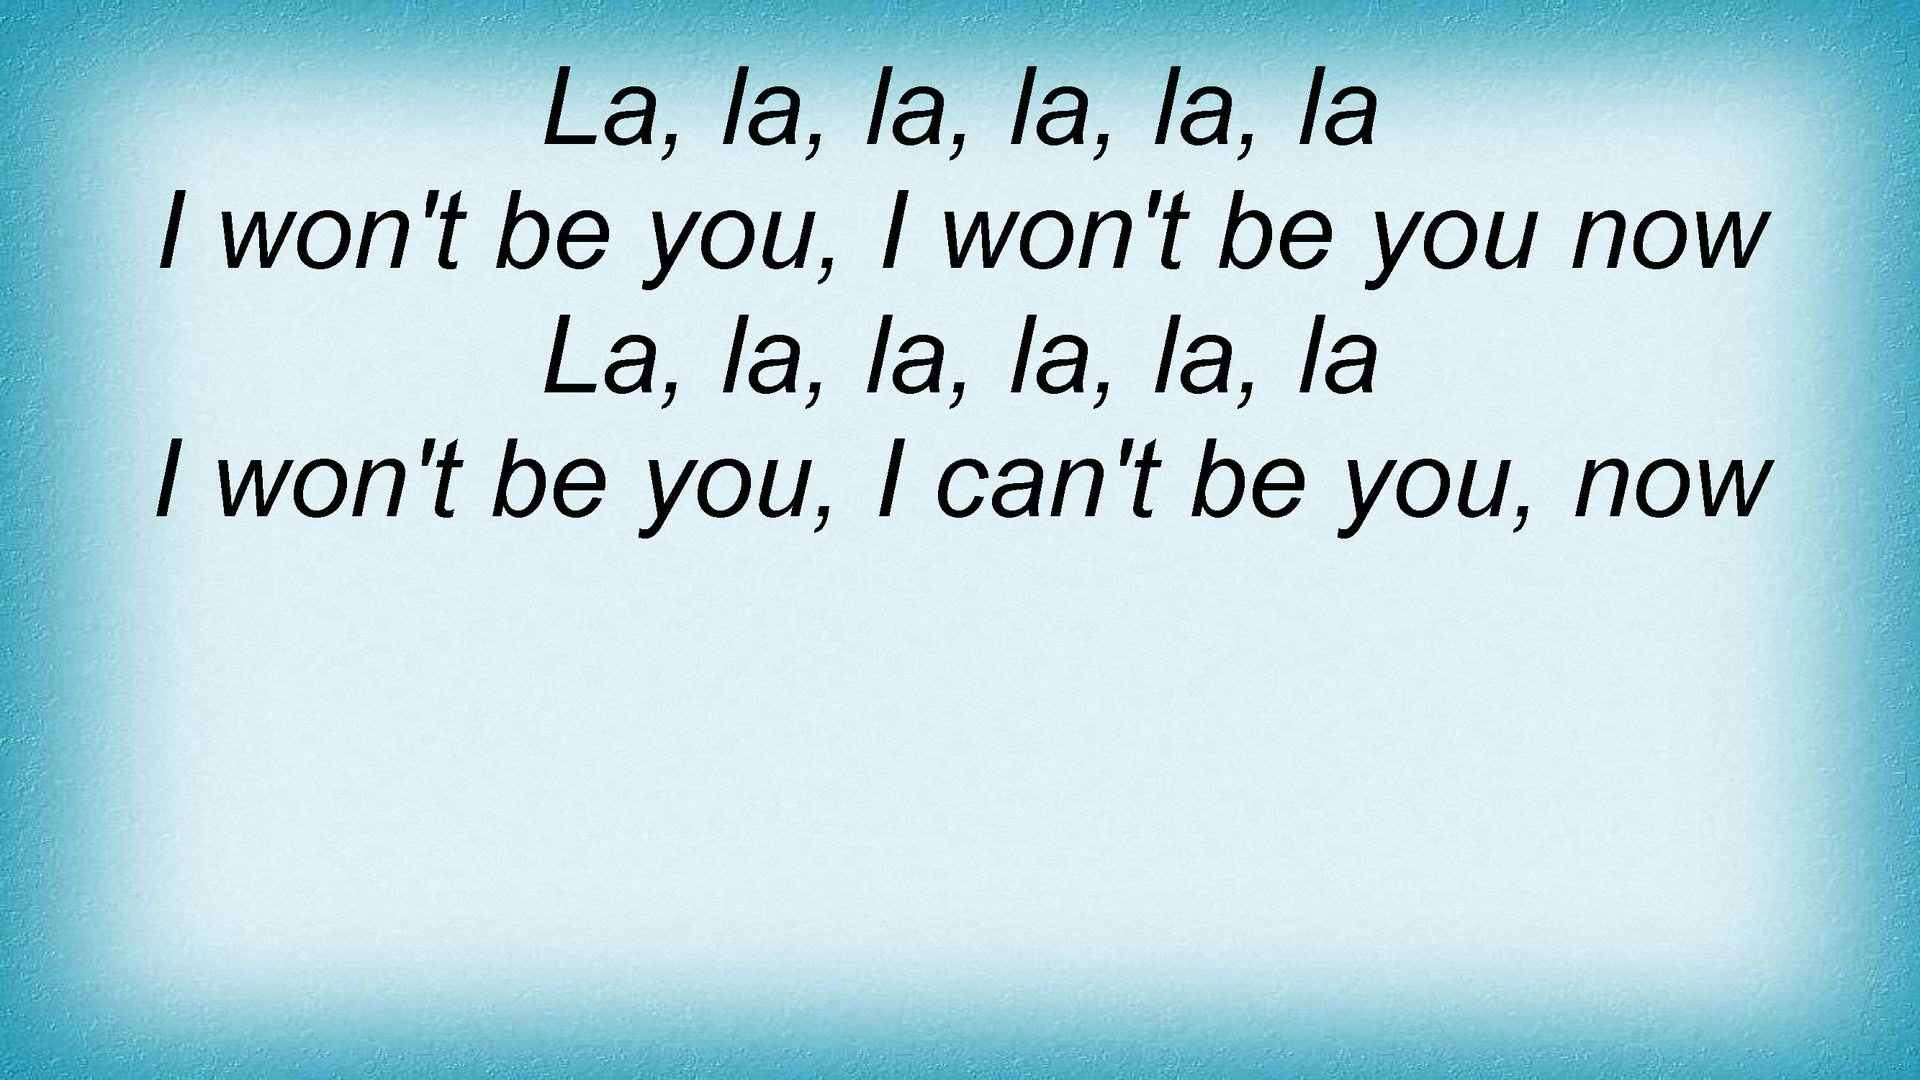 La, la, la, la, la, la
I won't be you, I won't be you now
La, la, la, la, la, la
I won't be you, I can't be you, now